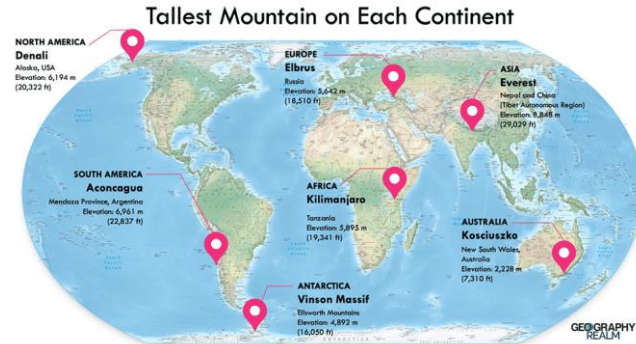 Tallest Mountain on Each Continent
NORTH AMERICA
Denali
Alaska, USA
Elevation: 6,194 m
(20,322 ft)
EUROPE
Elbrus
Russia
Elevation: 5,642 m
(18,510 ft)
ASIA
Everest
Nepal and China
(Tiber Autonomous Region)
Elevation: 8,848 m
(29,029 ft)
SOUTH AMERICA
Aconcagua
Mendoza Province, Argentina
Elevation: 6,961 m
(22,837 ft)
AFRICA
Kilimanjaro
Tanzania
Elevation: 5,895 m
(19,341 ft)
AUSTRALIA
Kosciuszko
New South Wales,
Australia
Elevation: 2,228 m
(7,310 ft)
ANTARCTICA
Vinson Massif
Ellsworth Mountains
Elevation: 4,892 m
(16,050 ft)
ANTARCTICA
GEOGRAPHY
REALM